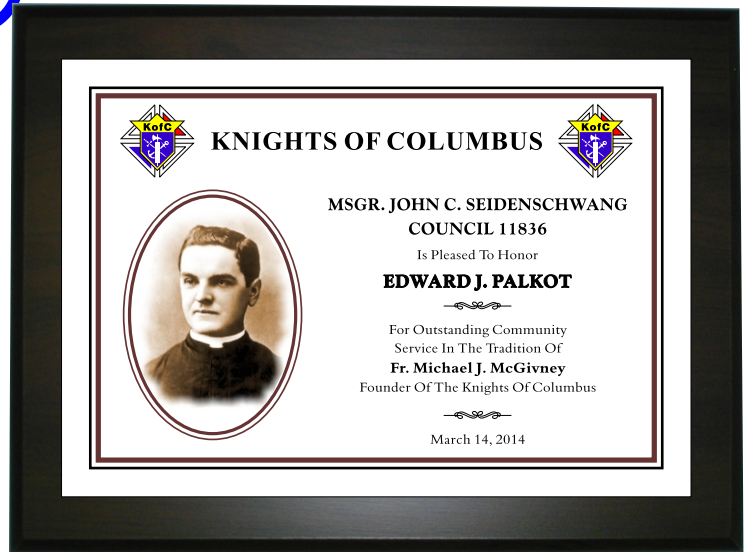 KofC
KNIGHTS OF COLUMBUS
KofC
MSGR. JOHN C. SEIDENSCHWANG
COUNCIL 11836
Is Pleased To Honor
EDWARD J. PALKOT
For Outstanding Community
Service In The Tradition Of
Fr. Michael J. McGivney
Founder Of The Knights Of Columbus
March 14, 2014